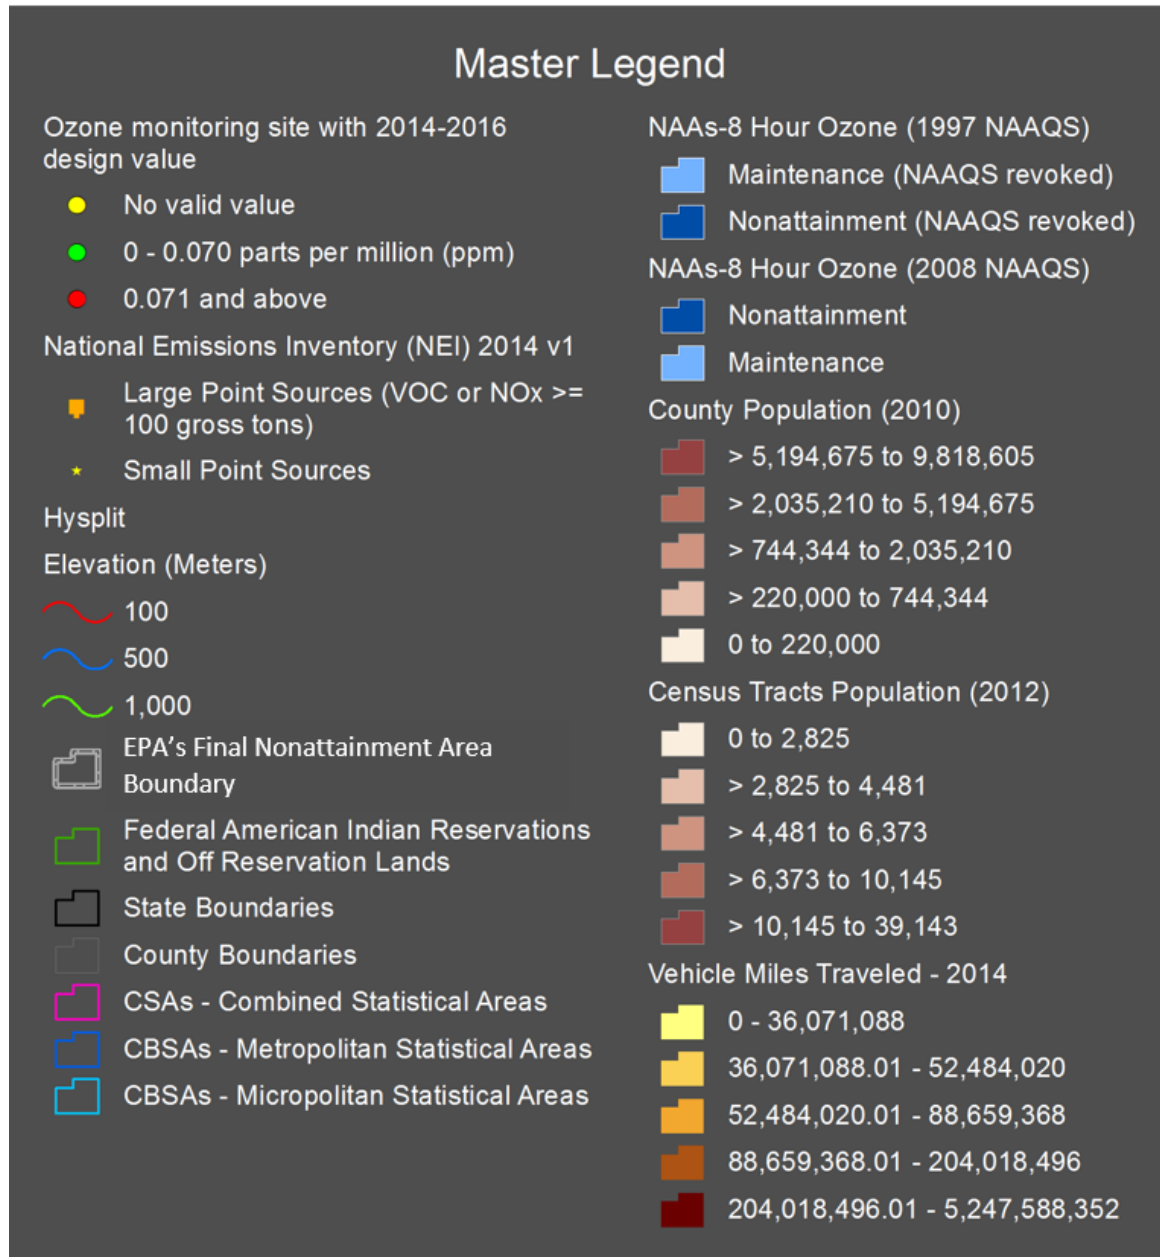 Master Legend
Ozone monitoring site with 2014-2016
design value
No valid value
0 - 0.070 parts per million (ppm)
0.071 and above
National Emissions Inventory (NEI) 2014 v1
Large Point Sources (VOC or NOx >=
100 gross tons)
Small Point Sources
Hysplit
Elevation (Meters)
100
500
1,000
EPA’s Final Nonattainment Area
Boundary
Federal American Indian Reservations
and Off Reservation Lands
State Boundaries
County Boundaries
CSAs - Combined Statistical Areas
CBSAs - Metropolitan Statistical Areas
CBSAs - Micropolitan Statistical Areas
NAAs-8 Hour Ozone (1997 NAAQS)
Maintenance (NAAQS revoked)
Nonattainment (NAAQS revoked)
NAAs-8 Hour Ozone (2008 NAAQS)
Nonattainment
Maintenance
County Population (2010)
> 5,194,675 to 9,818,605
> 2,035,210 to 5,194,675
> 744,344 to 2,035,210
> 220,000 to 744,344
0 to 220,000
Census Tracts Population (2012)
0 to 2,825
> 2,825 to 4,481
> 4,481 to 6,373
> 6,373 to 10,145
> 10,145 to 39,143
Vehicle Miles Traveled - 2014
0 - 36,071,088
36,071,088.01 - 52,484,020
52,484,020.01 - 88,659,368
88,659,368.01 - 204,018,496
204,018,496.01 - 5,247,588,352